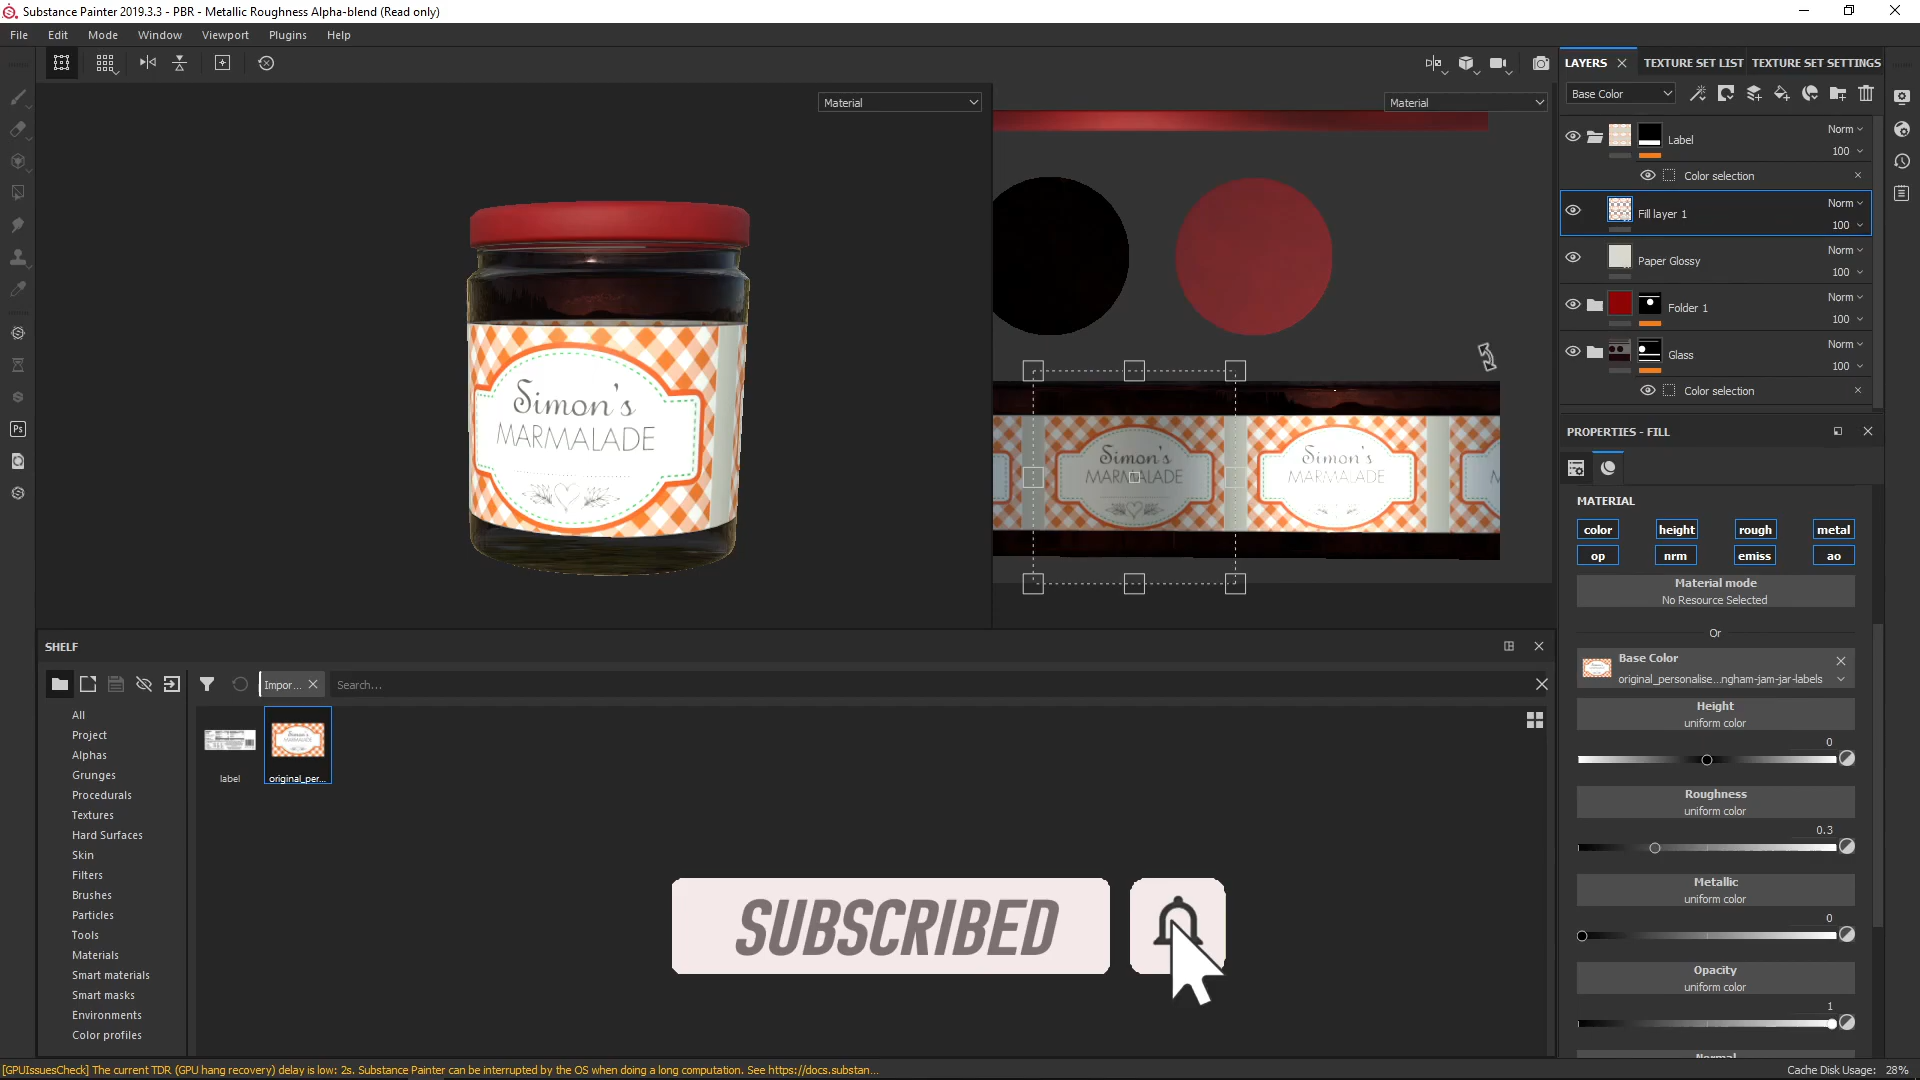 Substance Painter 2019.3.3 - PBR - Metallic Roughness Alpha-blend (Read only)
File Edit Mode Window Viewport Plugins Help
Material
Material
LAYERS
TEXTURE SET LIST
TEXTURE SET SETTINGS
Base Color
Label
Norm
100
Color selection
Fill layer 1
Norm
100
Paper Glossy
Norm
100
Folder 1
Norm
100
Glass
Norm
100
Color selection
Simon's
MARMALADE
Simon's
MARMALADE
Simon's
MARMALADE
PROPERTIES - FILL
MATERIAL
color height rough metal
op nrm emiss ao
Material mode
No Resource Selected
Or
Base Color
original_personalise...ngham-jam-jar-labels
Height
uniform color
0
Roughness
uniform color
0.3
Metallic
uniform color
0
Opacity
uniform color
1
SHELF
Impor...
Search...
All
Project
Alphas
Grunges
Procedurals
Textures
Hard Surfaces
Skin
Filters
Brushes
Particles
Tools
Materials
Smart materials
Smart masks
Environments
Color profiles
Ps
label
original_per...
SUBSCRIBED
[GPUIssuesCheck] The current TDR (GPU hang recovery) delay is low: 2s. Substance Painter can be interrupted by the OS when doing a long computation. See https://docs.substan...
Cache Disk Usage: 28%